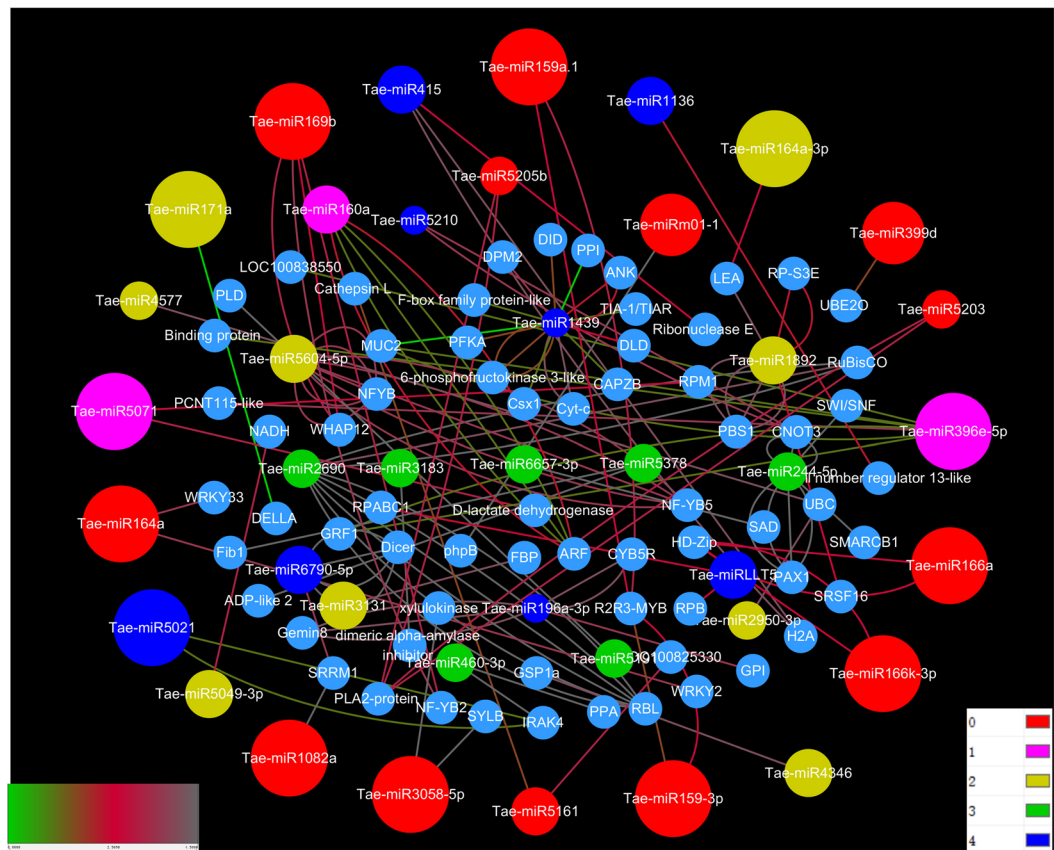 Tae-miR159a.1
Tae-miR415
Tae-miR1136
Tae-miR169b
Tae-miR164a-3p
Tae-miR5205b
Tae-miR171a
Tae-miR160a
Tae-miR5210
Tae-miRm01-1
Tae-miR399d
DID
PPI
DPM2
LOC100838550
Cathepsin L
ANK
LEA
RP-S3E
PLD
Tae-miR4577
F-box family protein-like
TIA-1/TIAR
UBE2O
Tae-miR5203
Tae-miR1439
Ribonuclease E
Binding protein
MUC2
PFKA
DLD
Tae-miR5604-5p
Tae-miR1892
RuBisCO
6-phosphofructokinase 3-like
CAPZB
RPM1
NFYB
PCNT115-like
Csx1
Cyt-c
SWI/SNF
Tae-miR5071
NADH
WHAP12
PBS1
CNOT3
Tae-miR396e-5p
Tae-miR2690
Tae-miR3183
Tae-miR6657-3p
Tae-miR5378
Tae-miR244-5p
number regulator 13-like
WRKY33
RPABC1
D-lactate dehydrogenase
NF-YB5
UBC
Tae-miR164a
DELLA
GRF1
SAD
HD-Zip
SMARCB1
Fib1
Dicer
phpB
FBP
ARF
CYB5R
Tae-miR6790-5p
Tae-miRLLT5
PAX1
Tae-miR166a
ADP-like 2
Tae-miR3131
xylulokinase
Tae-miR196a-3p
R2R3-MYB
RPB
SRSF16
Tae-miR2950-3p
Tae-miR5021
Gemin8
dimeric alpha-amylase
inhibitor
H2A
Tae-miR460-3p
LOC100825330
SRRM1
GSP1a
GPI
Tae-miR166k-3p
Tae-miR5049-3p
PLA2-protein
NF-YB2
SYLB
IRAK4
PPA
RBL
WRKY2
Tae-miR1082a
Tae-miR4346
Tae-miR3058-5p
Tae-miR5161
Tae-miR159-3p
0
1
2
3
4